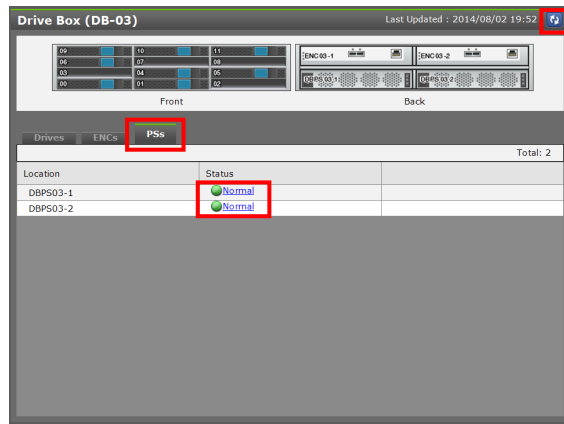 Drive Box (DB-03)
Last Updated : 2014/08/02 19:52
09 10 11
06 07 08
03 04 05
00 01 02
ENC03-1 ENC03-2
DBPS03-1 DBPS03-2
Front Back
Drives ENCs PSs
Total: 2
Location Status
DBPS03-1 Normal
DBPS03-2 Normal